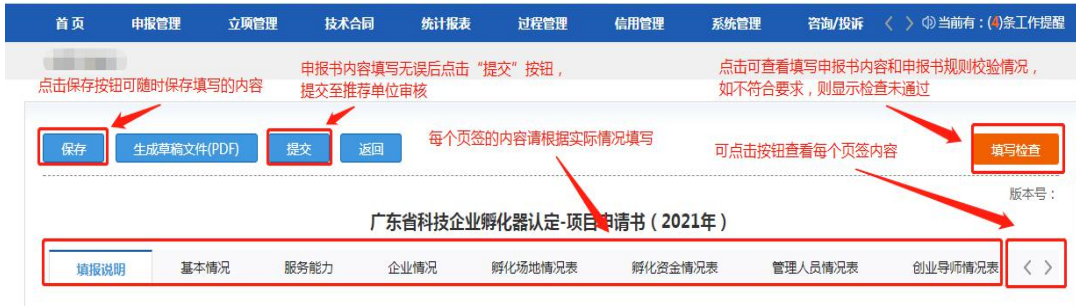 首页 申报管理 立项管理 技术合同 统计报表 过程管理 信用管理 系统管理 咨询/投诉 当前有：(4)条工作提醒
点击保存按钮可随时保存填写的内容
申报书内容填写无误后点击“提交”按钮，
提交至推荐单位审核
点击可查看填写申报书内容和申报书规则校验情况，
如不符合要求，则显示检查未通过
每个页签的内容请根据实际情况填写
可点击按钮查看每个页签内容
保存 生成草稿文件(PDF) 提交 返回 填写检查
版本号：
广东省科技企业孵化器认定-项目申请书（2021年）
填报说明 基本情况 服务能力 企业情况 孵化场地情况表 孵化资金情况表 管理人员情况表 创业导师情况表